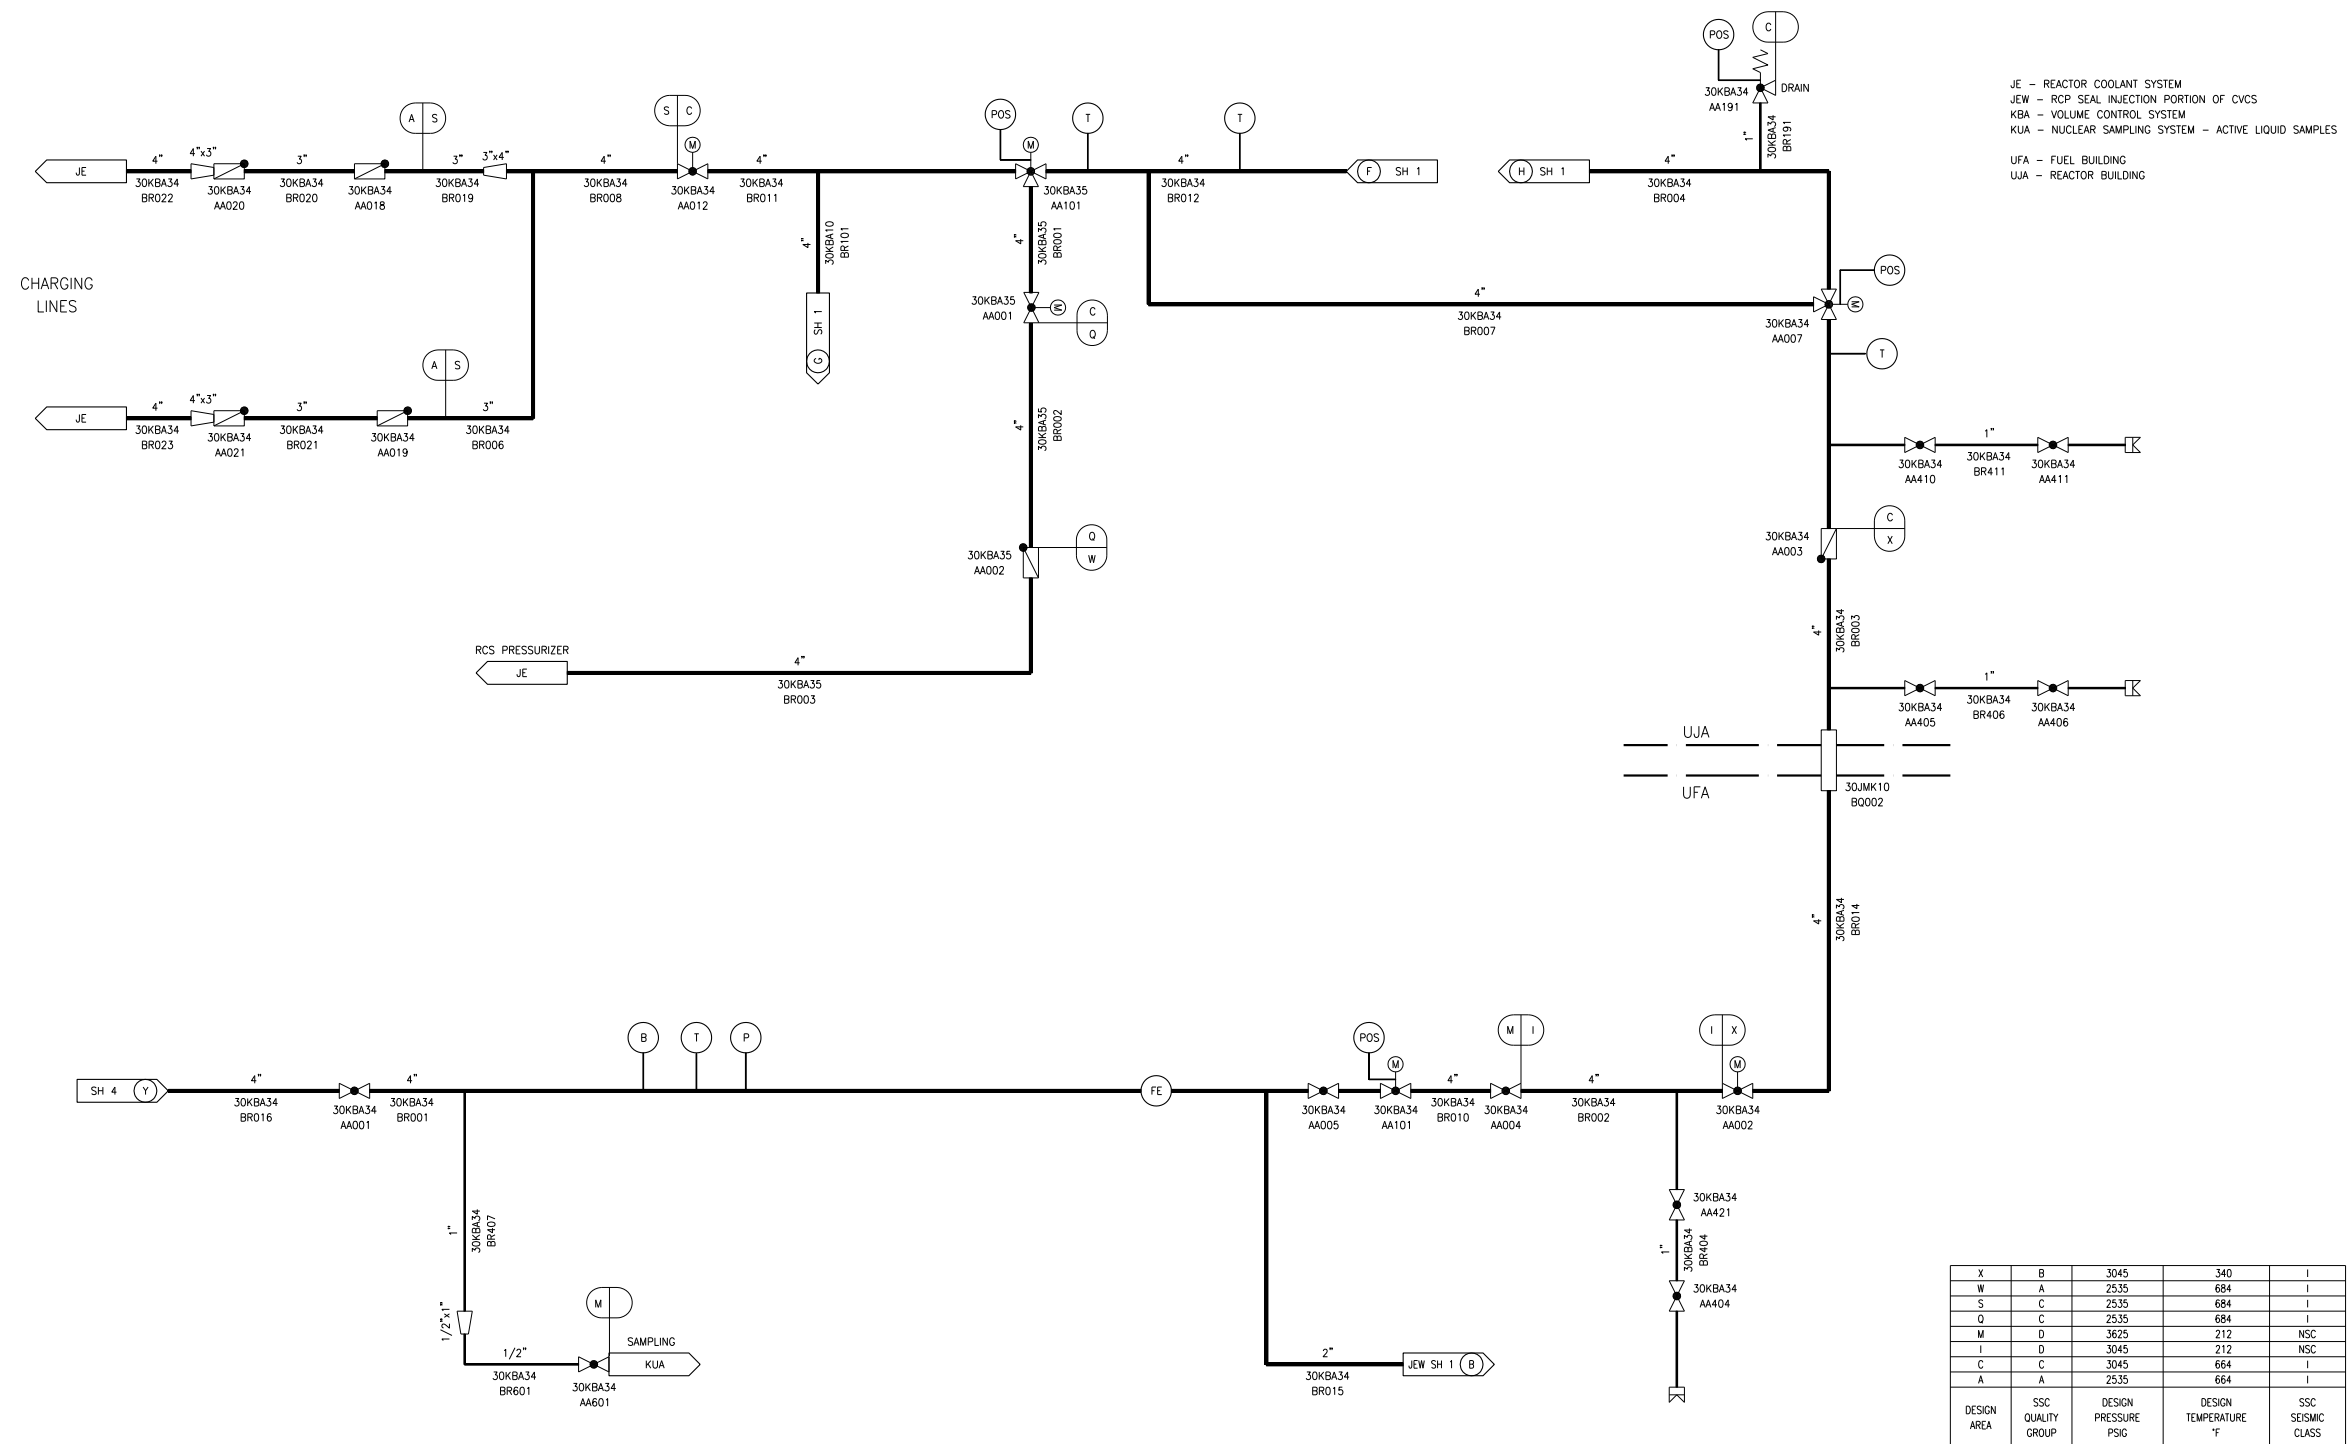 POS
C
30KBA34
AA191
DRAIN
1"
30KBA34
BR191
JE – REACTOR COOLANT SYSTEM
JEW – RCP SEAL INJECTION PORTION OF CVCS
KBA – VOLUME CONTROL SYSTEM
KUA – NUCLEAR SAMPLING SYSTEM – ACTIVE LIQUID SAMPLES
UFA – FUEL BUILDING
UJA – REACTOR BUILDING
JE
4"
30KBA34
BR022
4"x3"
30KBA34
AA020
3"
30KBA34
BR020
30KBA34
AA018
A S
3"
30KBA34
BR019
3"x4"
4"
30KBA34
BR008
S C
M
30KBA34
AA012
4"
30KBA34
BR011
POS
M
30KBA35
AA101
T
T
4"
30KBA34
BR012
F SH 1
H SH 1
4"
30KBA34
BR004
CHARGING
LINES
4"
30KBA10
BR101
SH 1
G
4"
30KBA35
BR001
30KBA35
AA001
M
C
Q
4"
30KBA34
BR007
POS
M
30KBA34
AA007
T
JE
4"
30KBA34
BR023
4"x3"
30KBA34
AA021
3"
30KBA34
BR021
30KBA34
AA019
A S
3"
30KBA34
BR006
4"
30KBA35
BR002
30KBA34
AA410
1"
30KBA34
BR411
30KBA34
AA411
30KBA35
AA002
Q
W
30KBA34
AA003
C
X
RCS PRESSURIZER
JE
4"
30KBA35
BR003
4"
30KBA34
BR003
30KBA34
AA405
1"
30KBA34
BR406
30KBA34
AA406
UJA
UFA
30JMK10
BQ002
4"
30KBA34
BR014
SH 4 Y
4"
30KBA34
BR016
30KBA34
AA001
4"
30KBA34
BR001
B
T
P
FE
30KBA34
AA005
POS
M
30KBA34
AA101
4"
30KBA34
BR010
M I
30KBA34
AA004
4"
30KBA34
BR002
I X
M
30KBA34
AA002
1"
30KBA34
BR407
1/2"x1"
1/2"
30KBA34
BR601
M
30KBA34
AA601
SAMPLING
KUA
2"
30KBA34
BR015
JEW SH 1 B
30KBA34
AA421
1"
30KBA34
BR404
30KBA34
AA404
X B 3045 340 I
W A 2535 684 I
S C 2535 684 I
Q C 2535 684 I
M D 3625 212 NSC
I D 3045 212 NSC
C C 3045 664 I
A A 2535 664 I
DESIGN AREA
SSC QUALITY GROUP
DESIGN PRESSURE PSIG
DESIGN TEMPERATURE °F
SSC SEISMIC CLASS